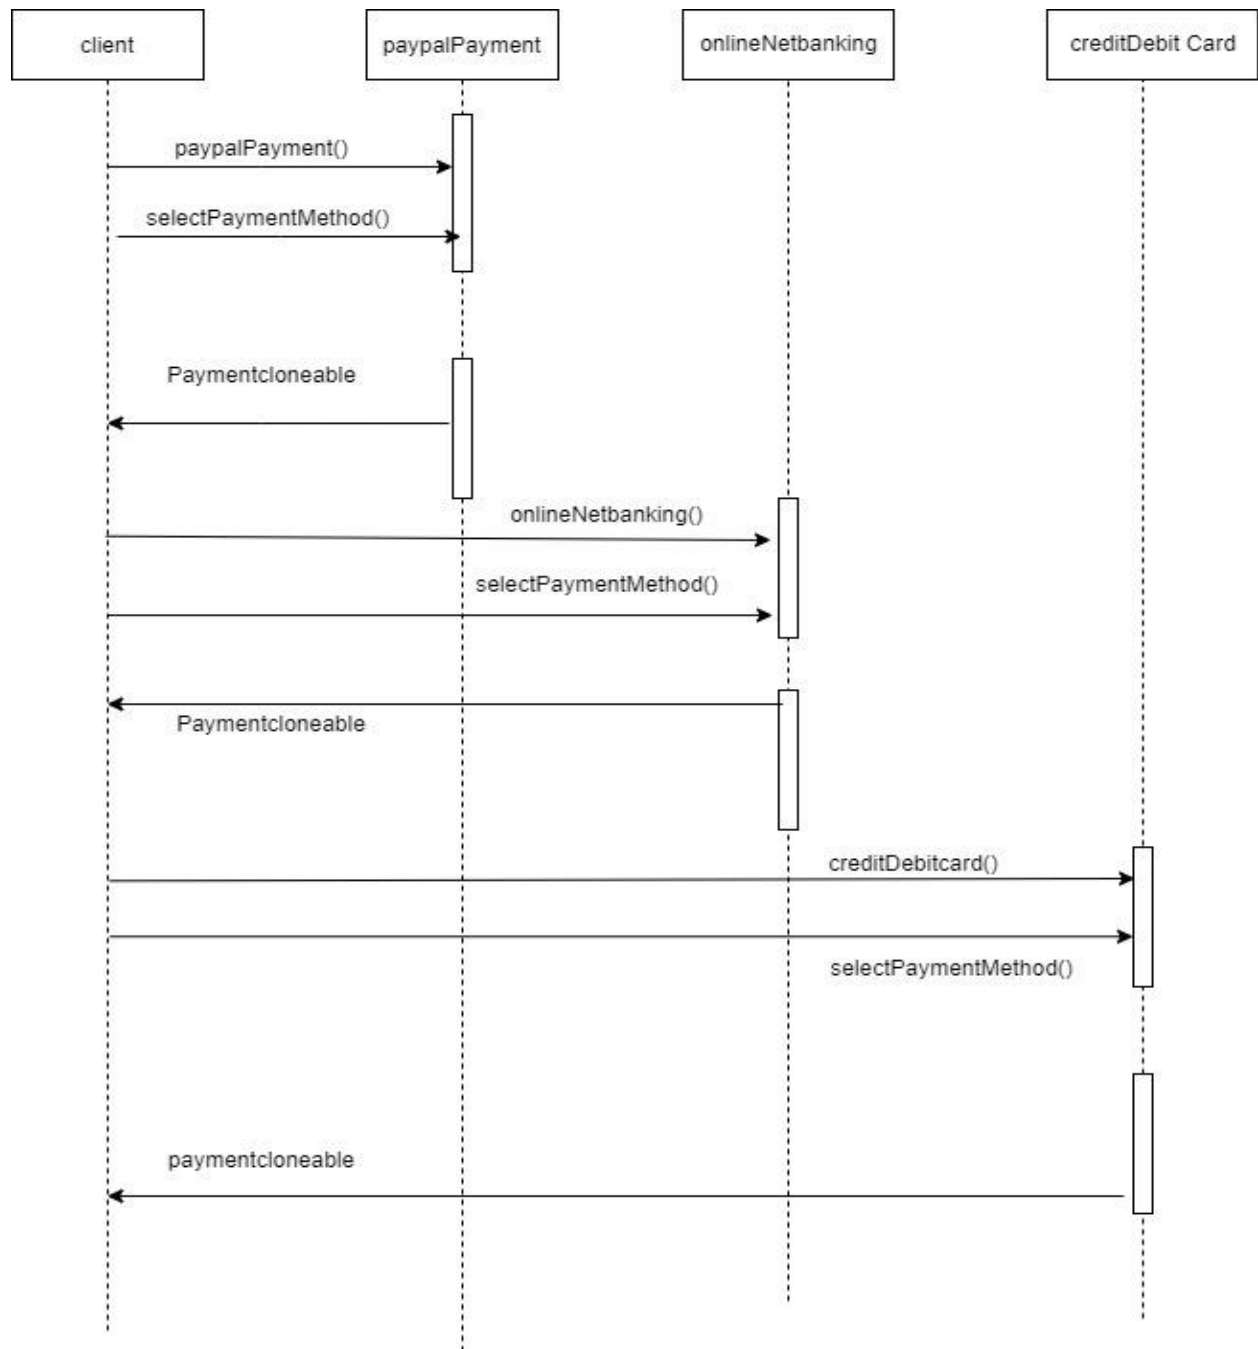 client
paypalPayment
onlineNetbanking
creditDebit Card
paypalPayment()
selectPaymentMethod()
Paymentcloneable
onlineNetbanking()
selectPaymentMethod()
Paymentcloneable
creditDebitcard()
selectPaymentMethod()
paymentcloneable